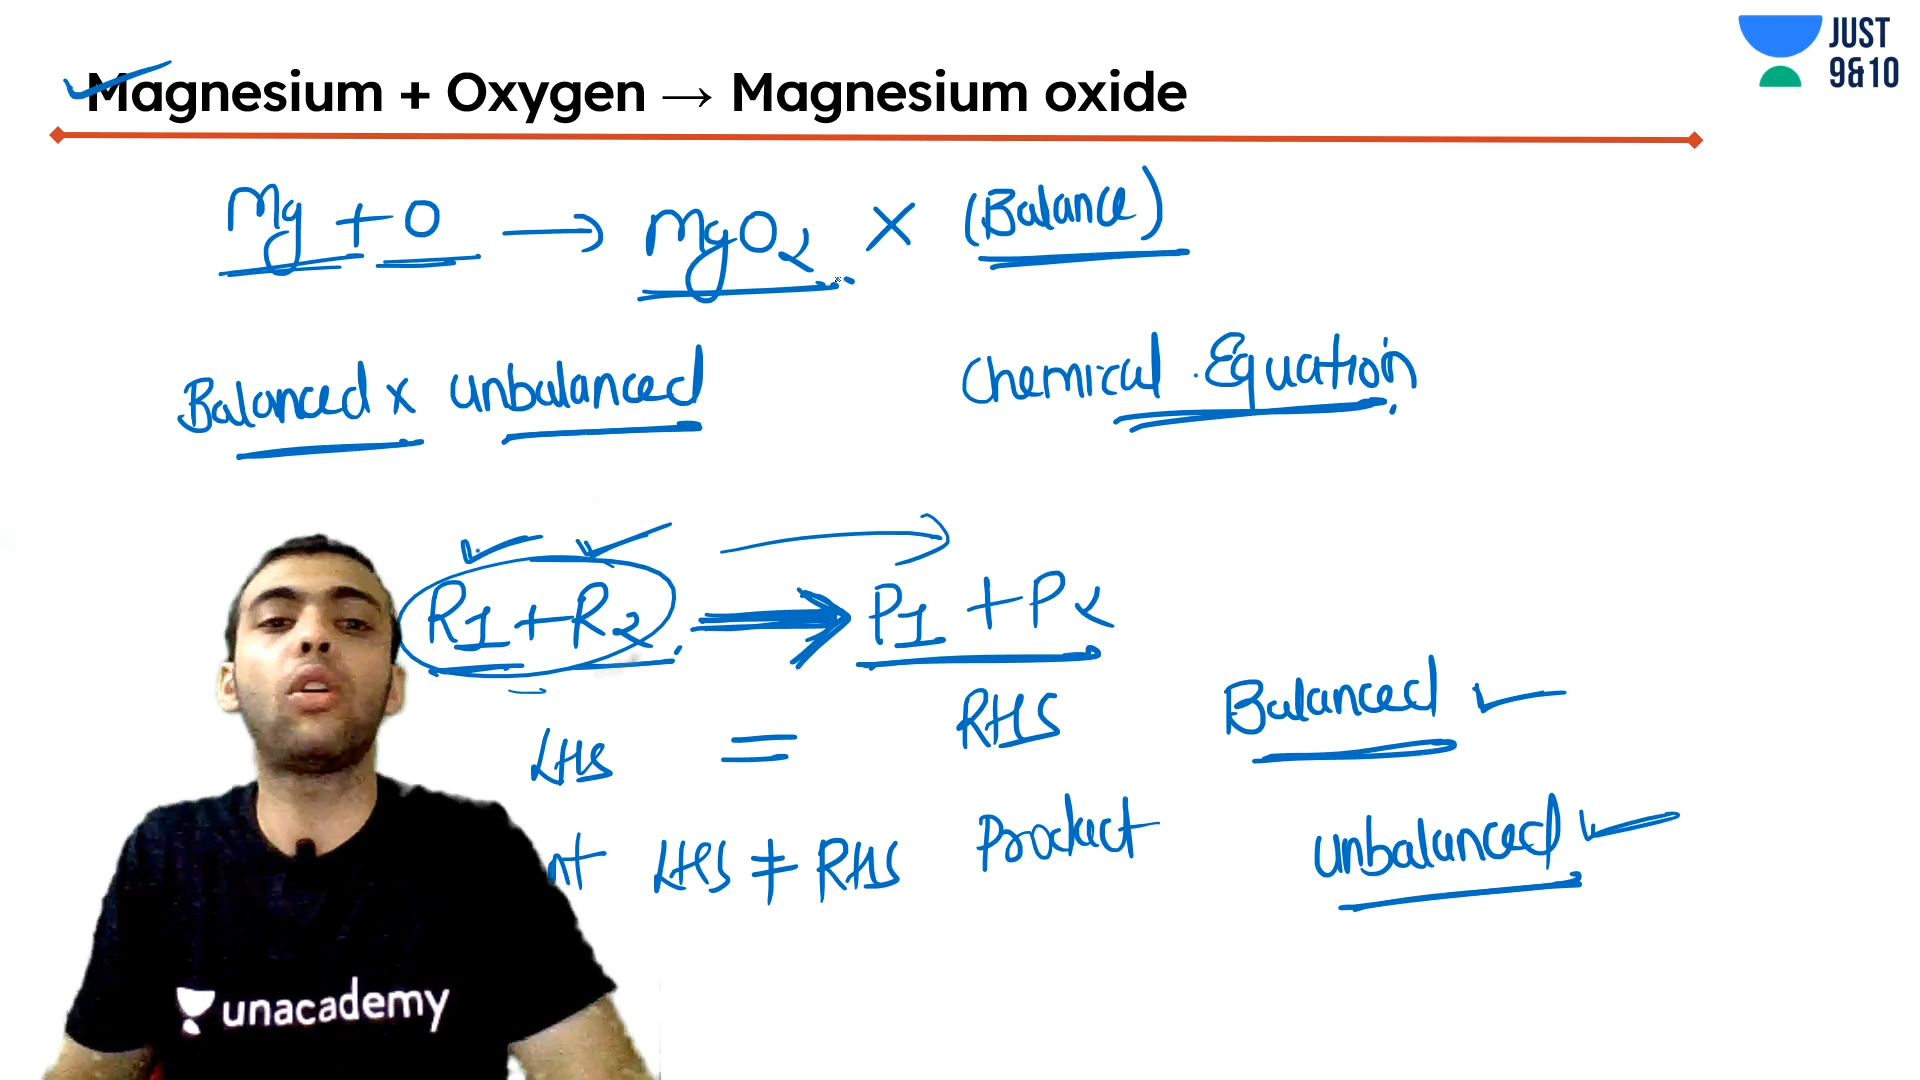 JUST
9&10
Magnesium + Oxygen → Magnesium oxide
Mg + O → MgO2 × (Balance)
Balanced × unbalanced
Chemical Equation
R1 + R2 → P1 + P2
LHS = RHS
Balanced ✓
nt LHS ≠ RHS
Product
unbalanced ✓
unacademy